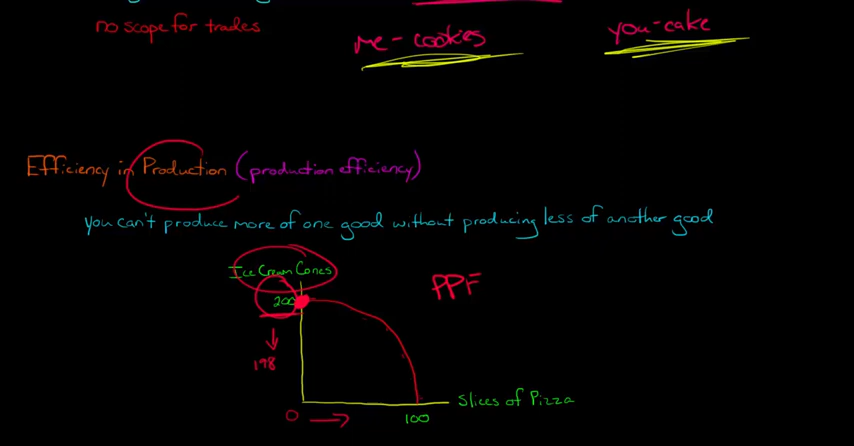 no scope for trades
me - cookies
you - cake
Efficiency in Production (production efficiency)
you can't produce more of one good without producing less of another good
Ice Cream Cones
PPF
200
198
Slices of Pizza
0
100